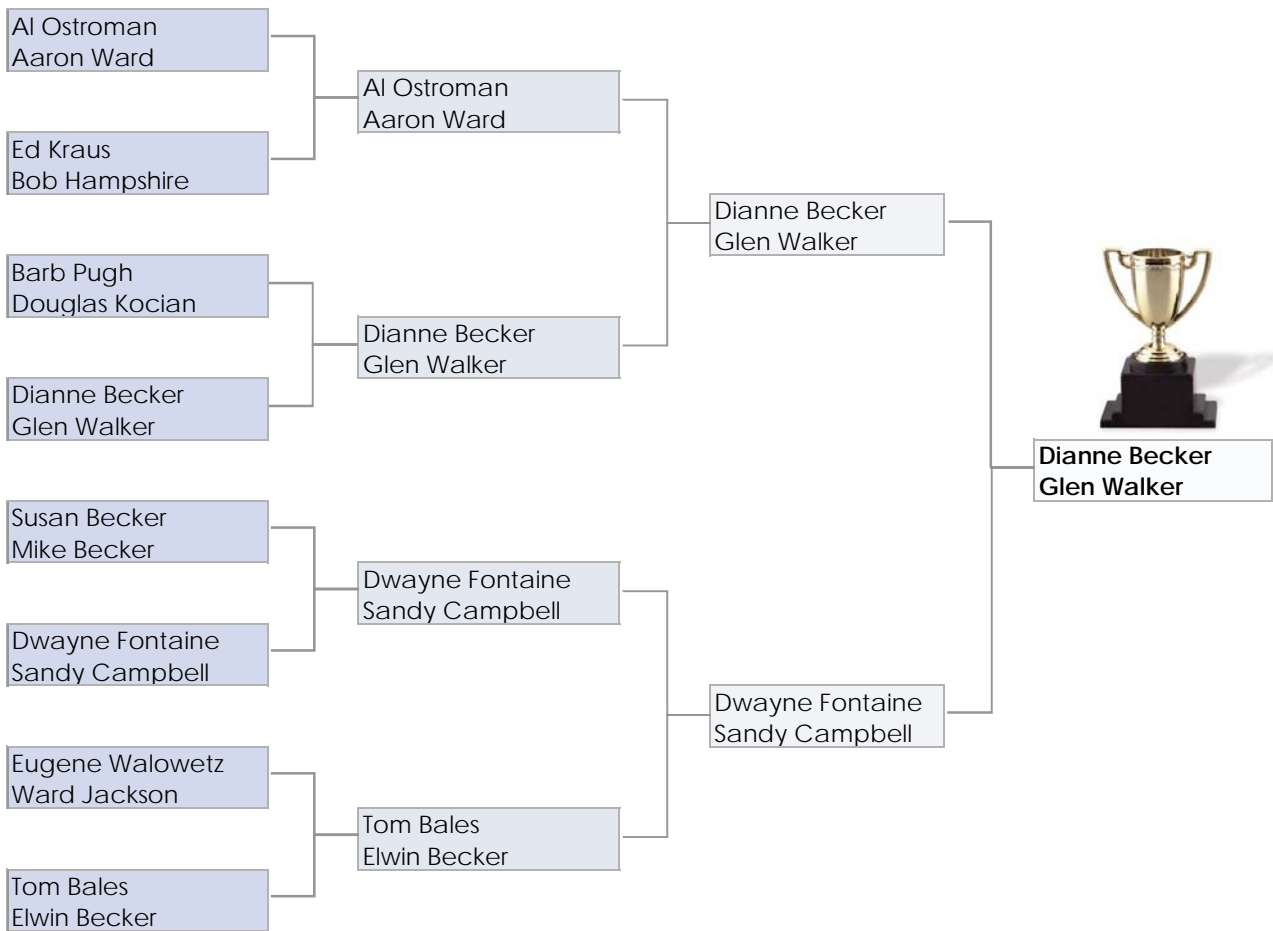 Al Ostroman
Aaron Ward
Ed Kraus
Bob Hampshire
Barb Pugh
Douglas Kocian
Dianne Becker
Glen Walker
Susan Becker
Mike Becker
Dwayne Fontaine
Sandy Campbell
Eugene Walowetz
Ward Jackson
Tom Bales
Elwin Becker
Al Ostroman
Aaron Ward
Dianne Becker
Glen Walker
Dwayne Fontaine
Sandy Campbell
Tom Bales
Elwin Becker
Dianne Becker
Glen Walker
Dwayne Fontaine
Sandy Campbell
Dianne Becker
Glen Walker